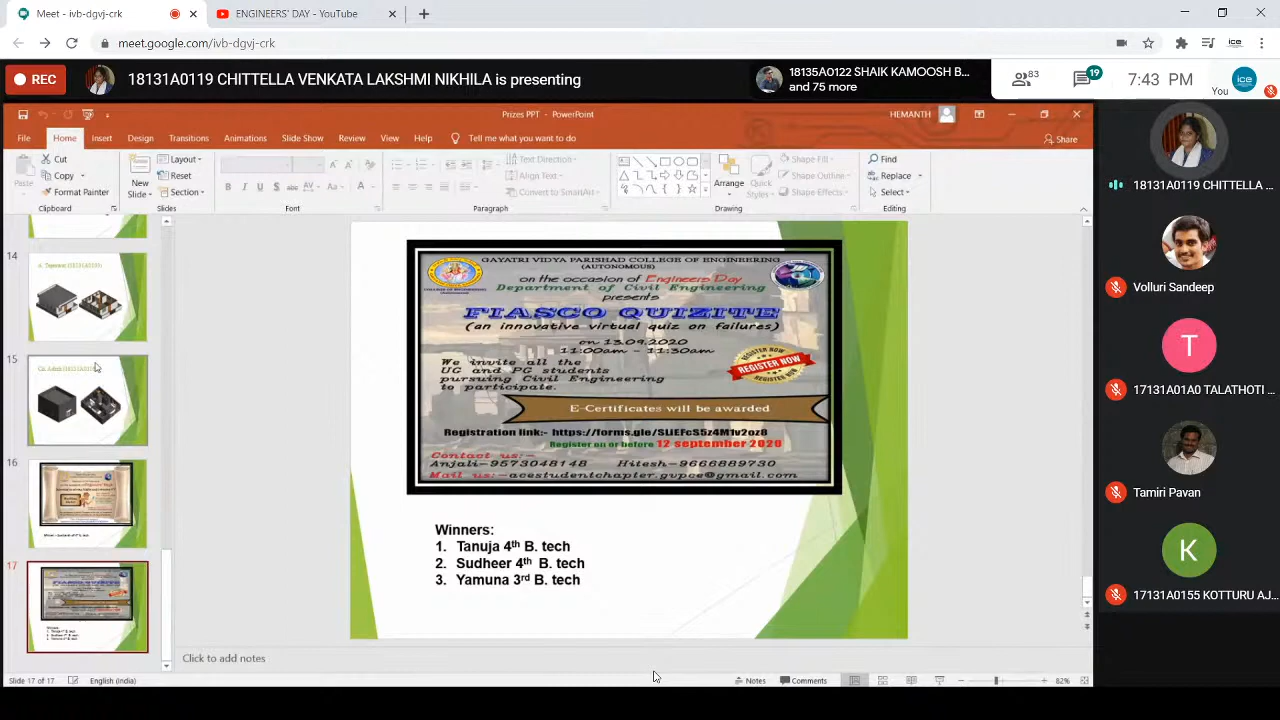 Meet - ivb-dgvj-crk
ENGINEERS' DAY - YouTube
meet.google.com/ivb-dgvj-crk
ice
REC
18131A0119 CHITTELLA VENKATA LAKSHMI NIKHILA is presenting
18135A0122 SHAIK KAMOOSH B...
and 75 more
83
19
7:43 PM
ice
You
Prizes PPT - PowerPoint
HEMANTH
File Home Insert Design Transitions Animations Slide Show Review View Help Tell me what you want to do
Share
Paste
Cut
Copy
Format Painter
Clipboard
New
Slide
Layout
Reset
Section
Slides
B I U S
Font
Text Direction
Align Text
Convert to SmartArt
Paragraph
Arrange
Quick
Styles
Shape Fill
Shape Outline
Shape Effects
Drawing
Find
Replace
Select
Editing
14
15
16
17
GAYATRI VIDYA PARISHAD COLLEGE OF ENGINEERING
(AUTONOMOUS)
on the occasion of Engineers Day
Department of Civil Engineering
presents
FIASCO QUIZITE
(an innovative virtual quiz on failures)
on 13.09.2020
11:00am - 11:30am
We invite all the
UG and PG students
pursuing Civil Engineering
to participate.
REGISTER NOW
E-Certificates will be awarded
Registration link:- https://forms.gle/SUEFcS5z4M1v2oz8
Register on or before 12 september 2020
Contact us:-
Anjali-9573048148 Hitesh-9666889730
Mail us:-acestudentchapter.gvpce@gmail.com
Winners:
1. Tanuja 4th B. tech
2. Sudheer 4th B. tech
3. Yamuna 3rd B. tech
Click to add notes
Slide 17 of 17
English (India)
Notes
Comments
82%
18131A0119 CHITTELLA ...
Volluri Sandeep
T
17131A01A0 TALATHOTI ...
Tamiri Pavan
K
17131A0155 KOTTURU AJ...